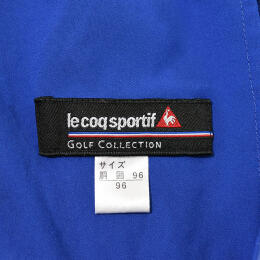 le coq sportif
GOLF COLLECTION
サイズ
胴囲 96
96